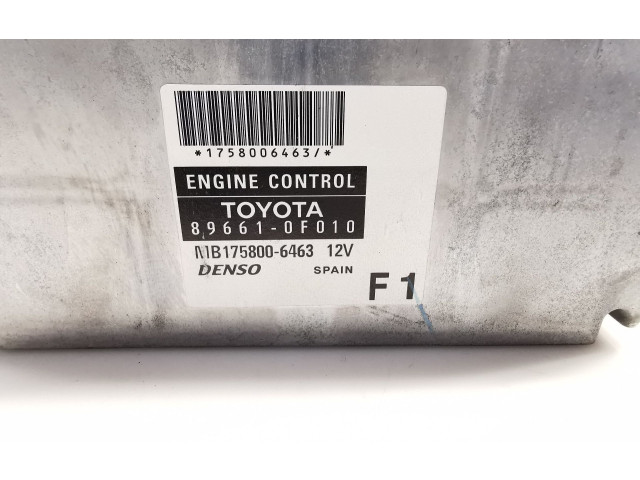 *1758006463/*
ENGINE CONTROL
TOYOTA
89661-0F010
MB175800-6463 12V
DENSO SPAIN
F1